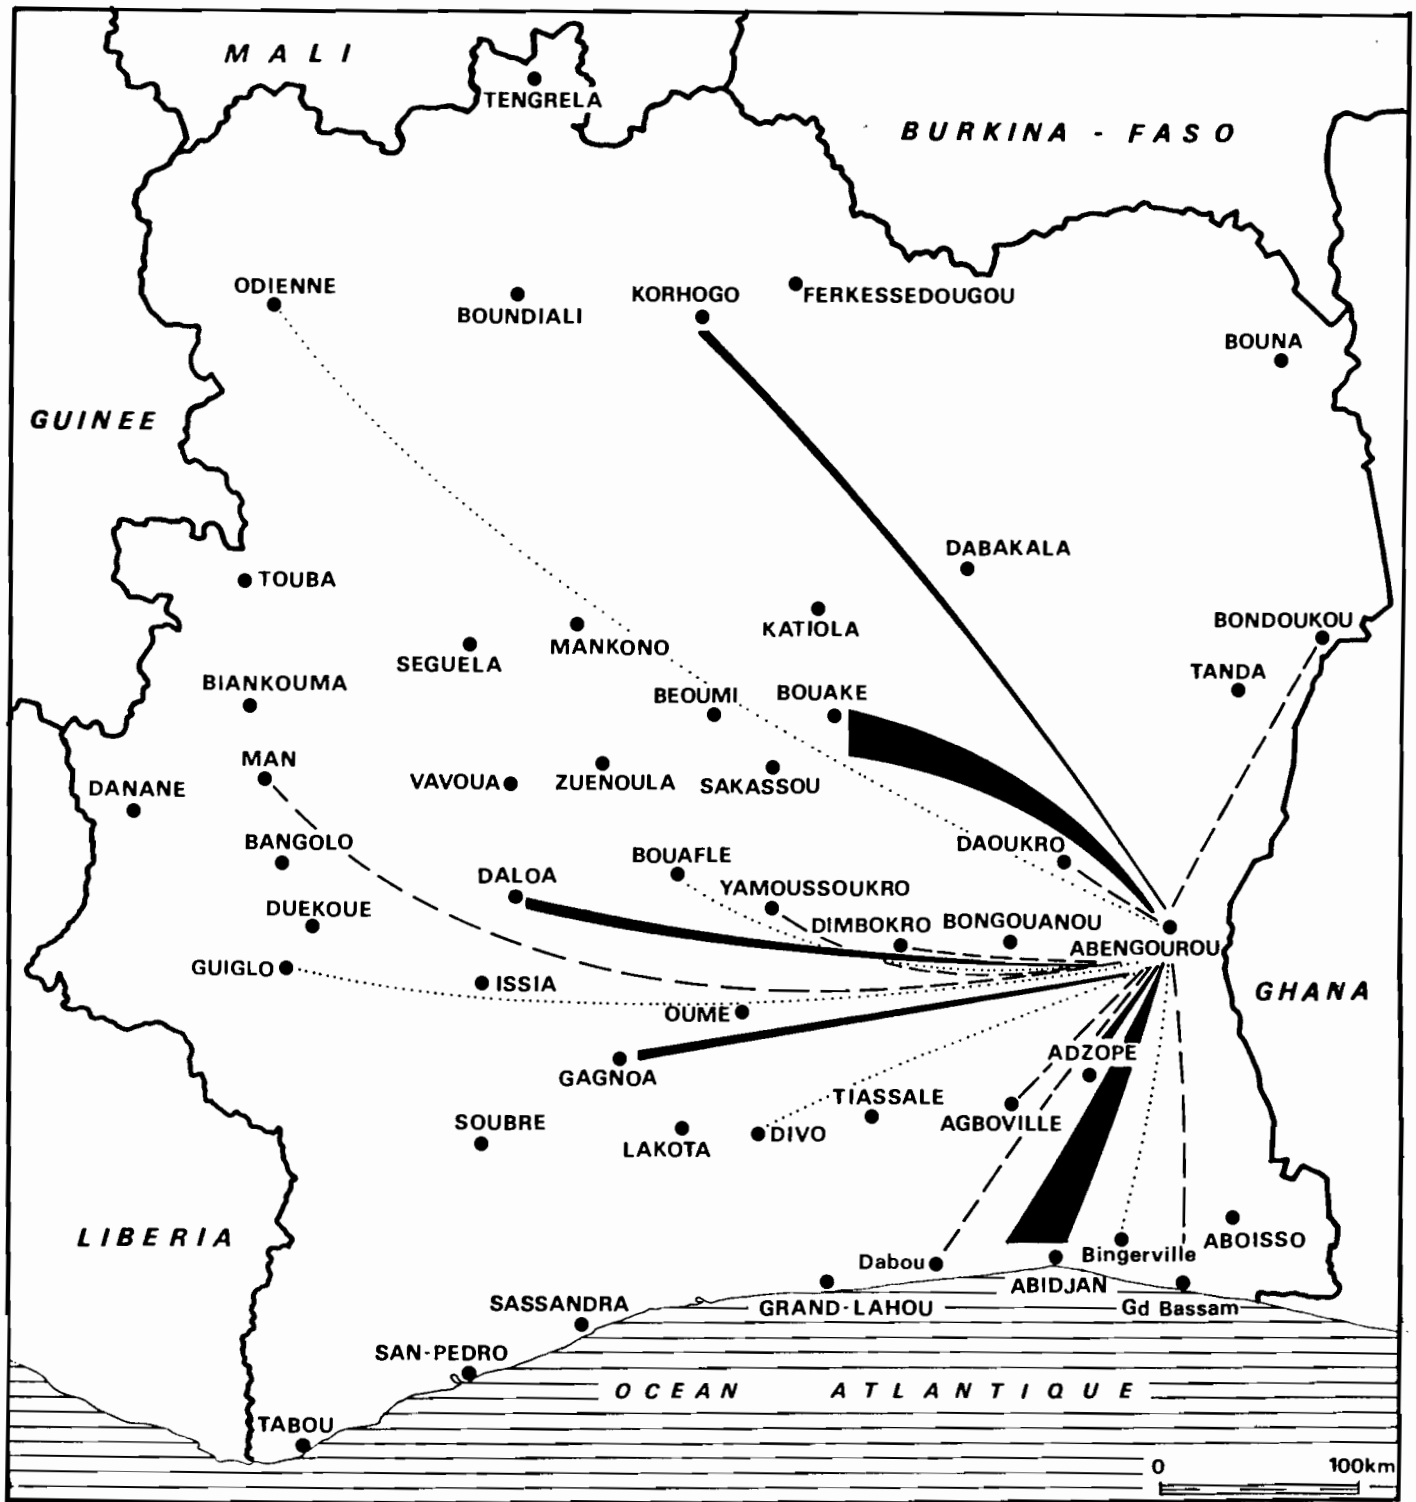 MALI
TENGRELA
BURKINA - FASO
ODIENNE
BOUNDIALI
KORHOGO
FERKESSEDOUGOU
BOUNA
GUINEE
DABAKALA
TOUBA
KATIOLA
BONDOUKOU
MANKONO
SEGUELA
TANDA
BIANKOUMA
BEOUMI
BOUAKE
MAN
DANANE
VAVOUA
ZUENOULA
SAKASSOU
BANGOLO
DAOUKRO
BOUAFLE
DALOA
YAMOUSSOUKRO
DUEKOUE
DIMBOKRO
BONGOUANOU
ABENGOUROU
GUIGLO
ISSIA
GHANA
OUME
ADZOPE
GAGNOA
TIASSALE
SOUBRE
AGBOVILLE
LAKOTA
DIVO
LIBERIA
ABOISSO
Bingerville
Dabou
ABIDJAN
GRAND-LAHOU
Gd Bassam
SASSANDRA
SAN-PEDRO
OCEAN ATLANTIQUE
TABOU
0 100km